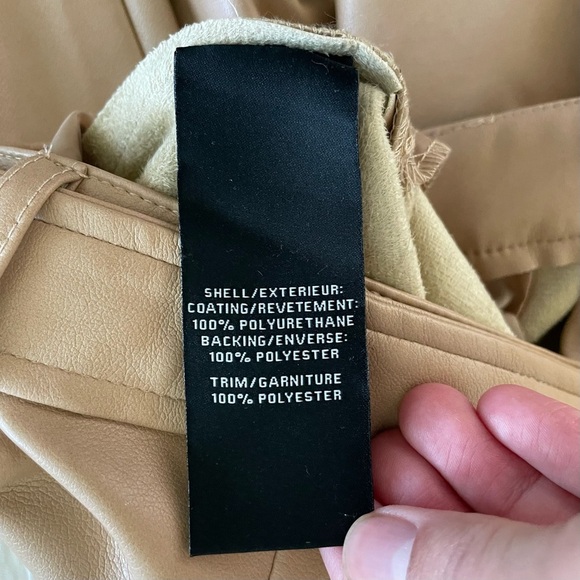 SHELL/EXTERIEUR:
COATING/REVETEMENT:
100% POLYURETHANE
BACKING/ENVERSE:
100% POLYESTER
TRIM/GARNITURE
100% POLYESTER